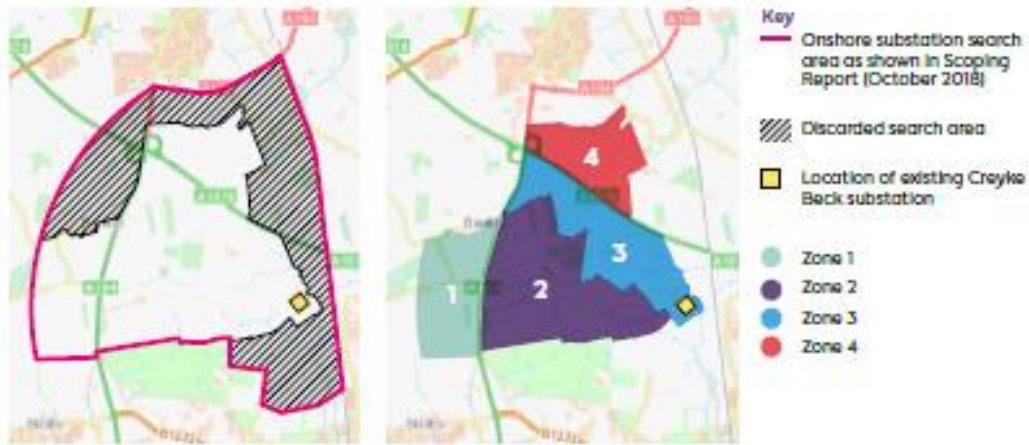 Key
Onshore substation search
area as shown in Scoping
Report (October 2018)
Discarded search area
Location of existing Creyke
Beck substation
Zone 1
Zone 2
Zone 3
Zone 4
1
2
3
4